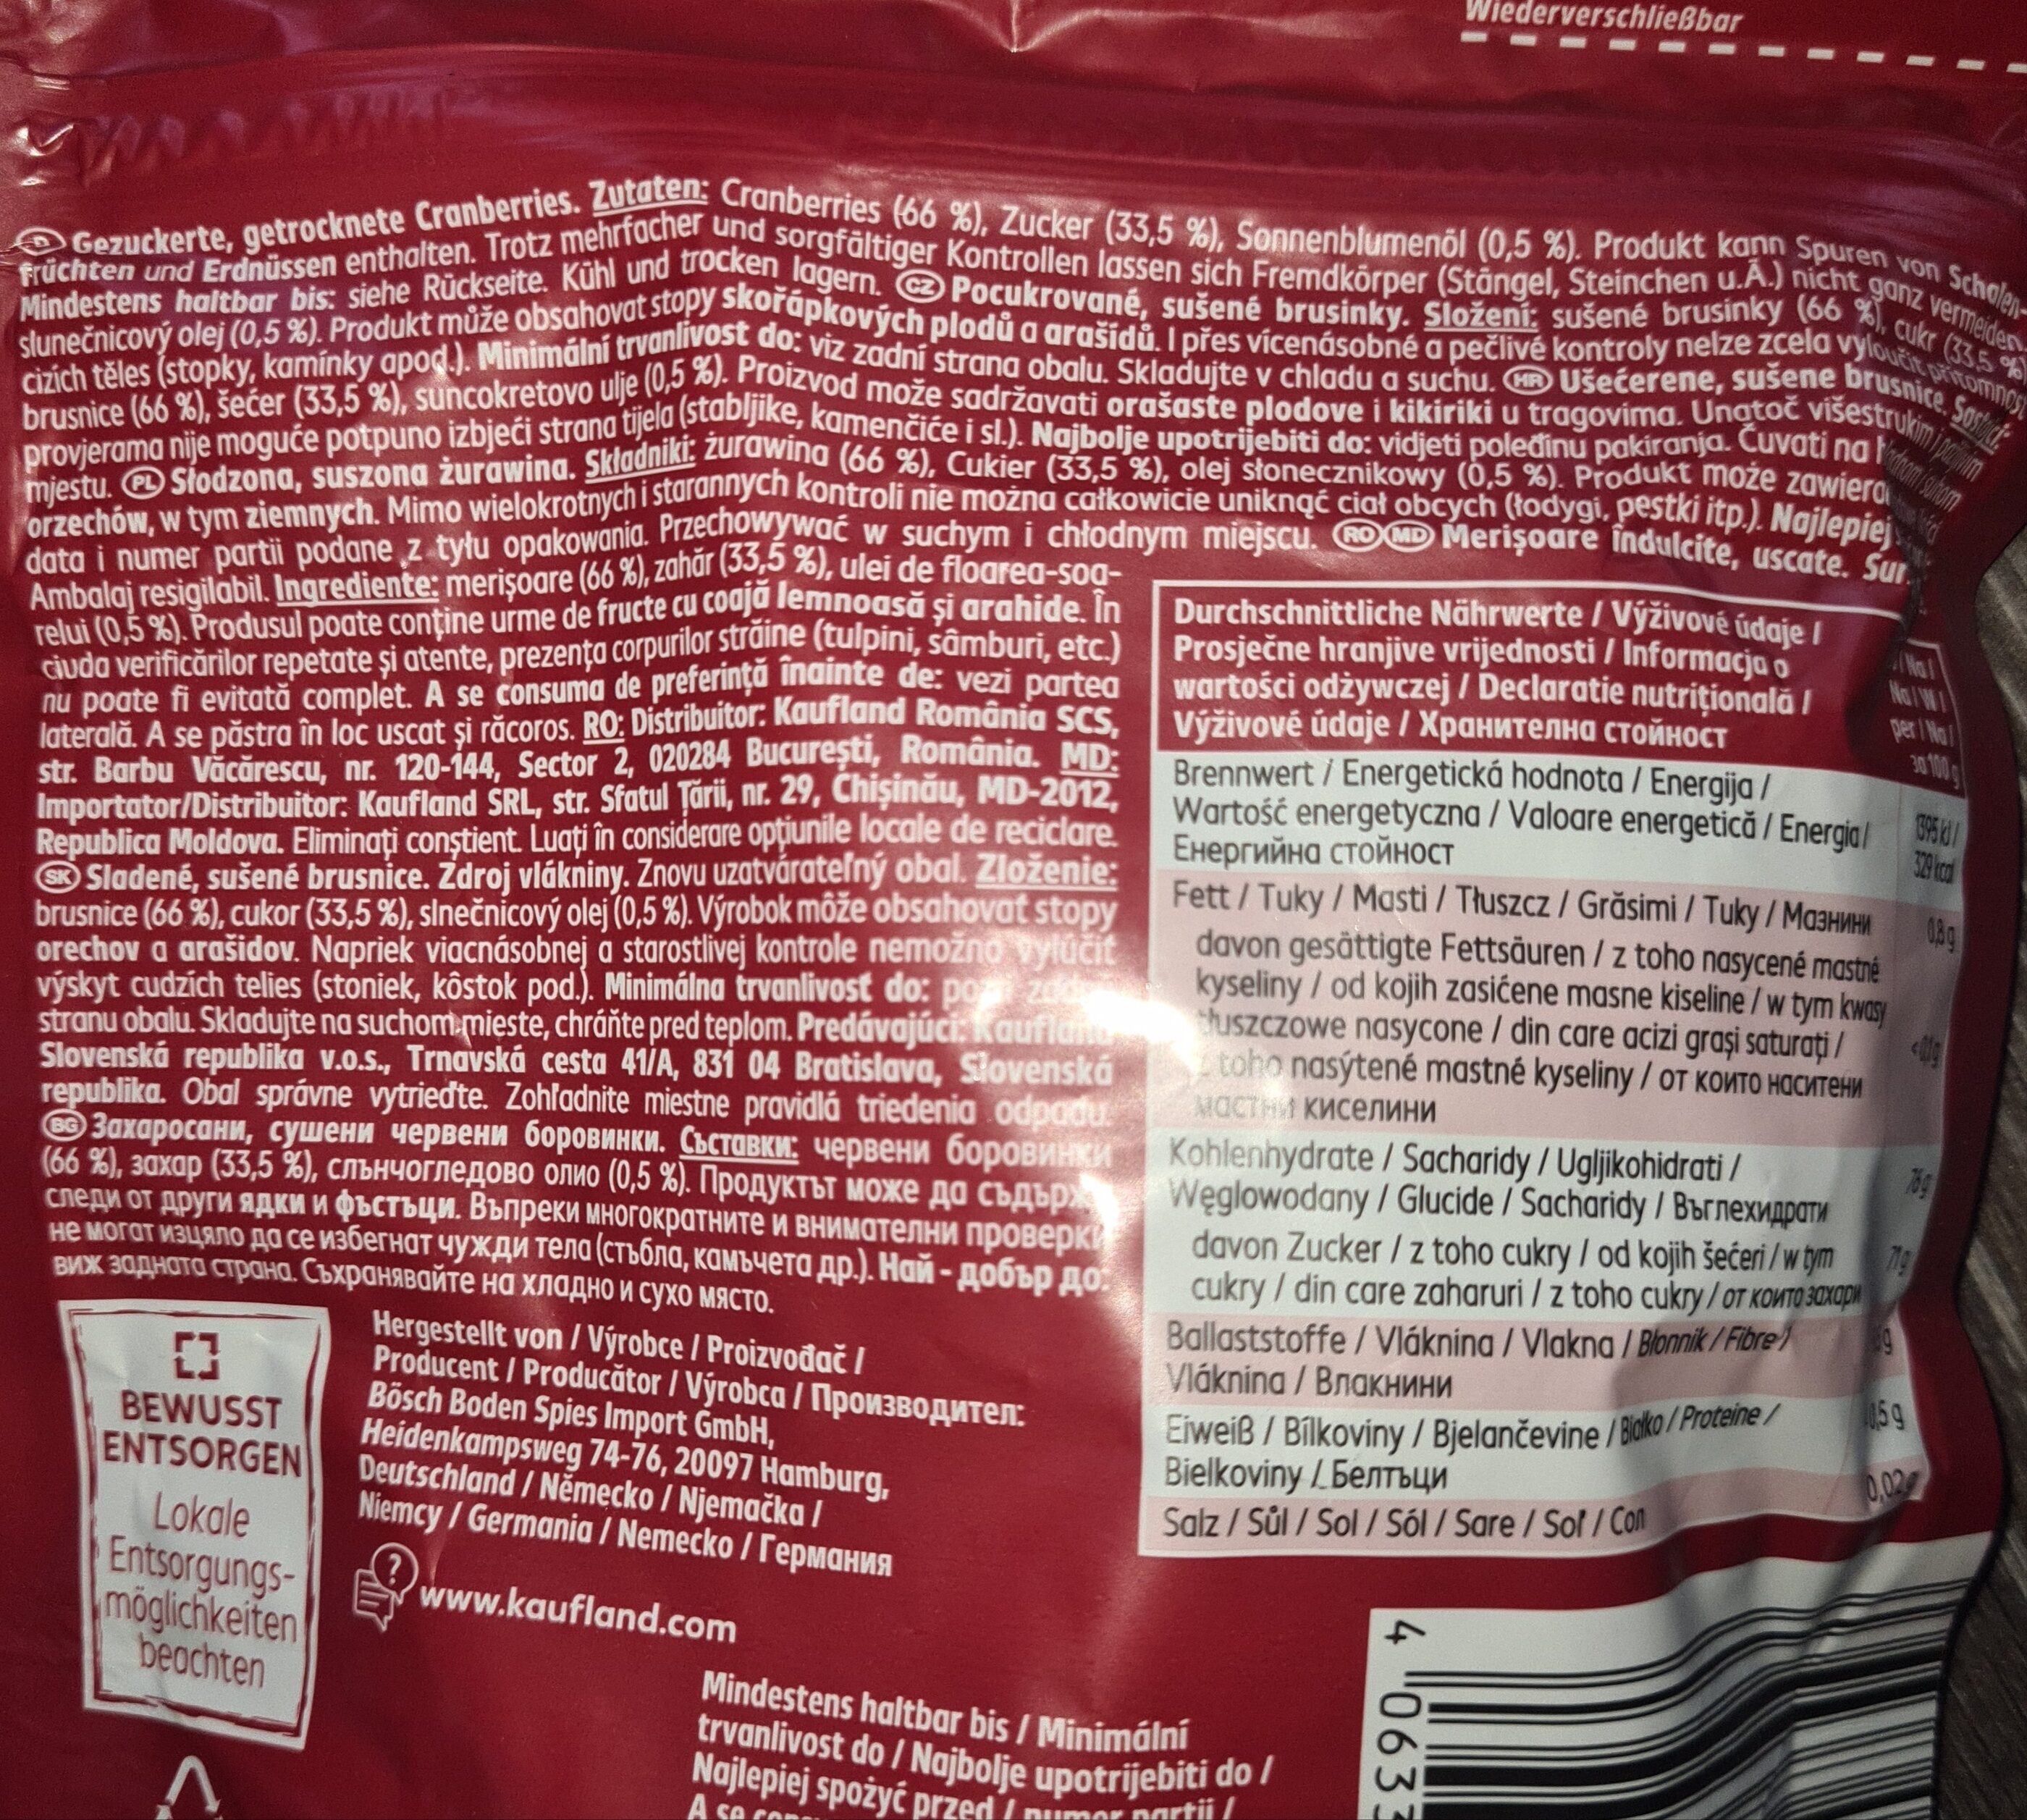 Wiederverschließbar
D Gezuckerte, getrocknete Cranberries. Zutaten: Cranberries (66 %), Zucker (33,5 %), Sonnenblumenöl (0,5 %). Produkt kann Spuren von Schalen-
früchten und Erdnüssen enthalten. Trotz mehrfacher und sorgfältiger Kontrollen lassen sich Fremdkörper (Stängel, Steinchen u.Ä.) nicht ganz vermeiden.
Mindestens haltbar bis: siehe Rückseite. Kühl und trocken lagern. CZ Pocukrované, sušené brusinky. Složení: sušené brusinky (66 %), cukr (33,5 %)
slunečnicový olej (0,5 %). Produkt může obsahovat stopy skořápkových plodů a arašídů. I přes vícenásobné a pečlivé kontroly nelze zcela vyloučit přítomnost
cizích těles (stopky, kamínky apod.). Minimální trvanlivost do: viz zadní strana obalu. Skladujte v chladu a suchu. HR Ušećerene, sušene brusnice.
brusnice (66 %), šećer (33,5 %), suncokretovo ulje (0,5 %). Proizvod može sadržavati orašaste plodove i kikiriki u tragovima. Unatoč višestrukim i
provjerama nije moguće potpuno izbjeći strana tijela (stabljike, kamenčiće i sl.). Najbolje upotrijebiti do: vidjeti poleđinu pakiranja. Čuvati na
mjestu. PL Słodzona, suszona żurawina. Składniki: żurawina (66 %), Cukier (33,5 %), olej słonecznikowy (0,5 %). Produkt może
orzechów, w tym ziemnych. Mimo wielokrotnych i starannych kontroli nie można całkowicie uniknąć ciał obcych (łodygi, pestki itp.). Najlepiej
data i numer partii podane z tyłu opakowania. Przechowywać w suchym i chłodnym miejscu. RO MD Merișoare îndulcite, uscate.
Ambalaj resigilabil. Ingrediente: merișoare (66 %), zahăr (33,5 %), ulei de floarea-soa-
relui (0,5 %). Produsul poate conține urme de fructe cu coajă lemnoasă și arahide. În
ciuda verificărilor repetate și atente, prezența corpurilor străine (tulpini, sâmburi, etc.)
nu poate fi evitată complet. A se consuma de preferință înainte de: vezi partea
laterală. A se păstra în loc uscat și răcoros. RO: Distribuitor: Kaufland România SCS,
str. Barbu Văcărescu, nr. 120-144, Sector 2, 020284 București, România. MD:
Importator/Distribuitor: Kaufland SRL, str. Sfatul Țării, nr. 29, Chișinău, MD-2012,
Republica Moldova. Eliminați conștient. Luați în considerare opțiunile locale de reciclare.
SK Sladené, sušené brusnice. Zdroj vlákniny. Znovu uzatvárateľný obal. Zloženie:
brusnice (66 %), cukor (33,5 %), slnečnicový olej (0,5 %). Výrobok môže obsahovať stopy
orechov a arašidov. Napriek viacnásobnej a starostlivej kontrole nemožno vylúčiť
výskyt cudzích telies (stoniek, kôstok pod.). Minimálna trvanlivosť do:
stranu obalu. Skladujte na suchom mieste, chráňte pred teplom. Predávajúci: Kaufland
Slovenská republika v.o.s., Trnavská cesta 41/A, 831 04 Bratislava, Slovenská
republika. Obal správne vytrieďte. Zohľadnite miestne pravidlá triedenia odpadu.
BG Захаросани, сушени червени боровинки. Съставки: червени боровинки
(66 %), захар (33,5 %), слънчогледово олио (0,5 %). Продуктът може да
следи от други ядки и фъстъци. Въпреки многократните и внимателни проверки
не могат изцяло да се избегнат чужди тела (стъбла, камъчета др.). Най - добър до:
виж задната страна. Съхранявайте на хладно и сухо място.
Durchschnittliche Nährwerte / Výživové údaje /
Prosječne hranjive vrijednosti / Informacja o
wartości odżywczej / Declaratie nutrițională /
Výživové údaje / Хранителна стойност
/ Na /
Na / W /
per / Na /
за 100 g
Brennwert / Energetická hodnota / Energija /
Wartość energetyczna / Valoare energetică / Energia /
Енергийна стойност
1395 kJ /
329 kcal
Fett / Tuky / Masti / Tłuszcz / Grăsimi / Tuky / Мазнини 0,8 g
davon gesättigte Fettsäuren / z toho nasycené mastné
kyseliny / od kojih zasićene masne kiseline / w tym kwasy
tłuszczowe nasycone / din care acizi grași saturați /
z toho nasýtené mastné kyseliny / от които наситени
мастни киселини
< 0,1 g
Kohlenhydrate / Sacharidy / Ugljikohidrati /
Węglowodany / Glucide / Sacharidy / Въглехидрати
76 g
davon Zucker / z toho cukry / od kojih šećeri / w tym
cukry / din care zaharuri / z toho cukry / от които захари
71 g
Ballaststoffe / Vláknina / Vlakna / Błonnik / Fibre /
Vláknina / Влакнини
Eiweiß / Bílkoviny / Bjelančevine / Białko / Proteine /
Bielkoviny / Белтъци
Salz / Sůl / Sol / Sól / Sare / Soľ / Сол 0,02 g
BEWUSST
ENTSORGEN
Lokale
Entsorgungs-
möglichkeiten
beachten
Hergestellt von / Výrobce / Proizvođač /
Producent / Producător / Výrobca / Производител:
Bösch Boden Spies Import GmbH,
Heidenkampsweg 74-76, 20097 Hamburg,
Deutschland / Německo / Njemačka /
Niemcy / Germania / Nemecko / Германия
www.kaufland.com
Mindestens haltbar bis / Minimální
trvanlivost do / Najbolje upotrijebiti do /
Najlepiej spożyć przed / numer partii /
4 063